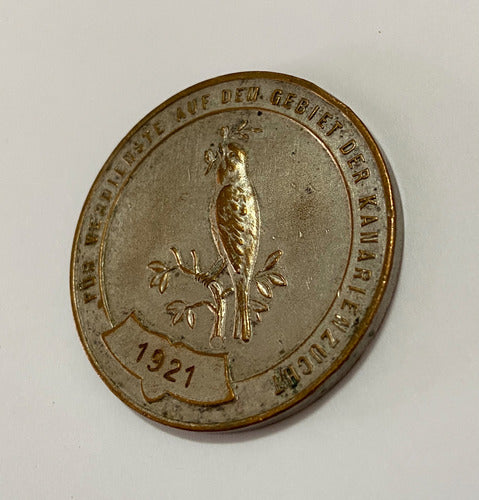 FÜR VERDIENSTE AUF DEM GEBIET DER KANARIENZUCHT
1921